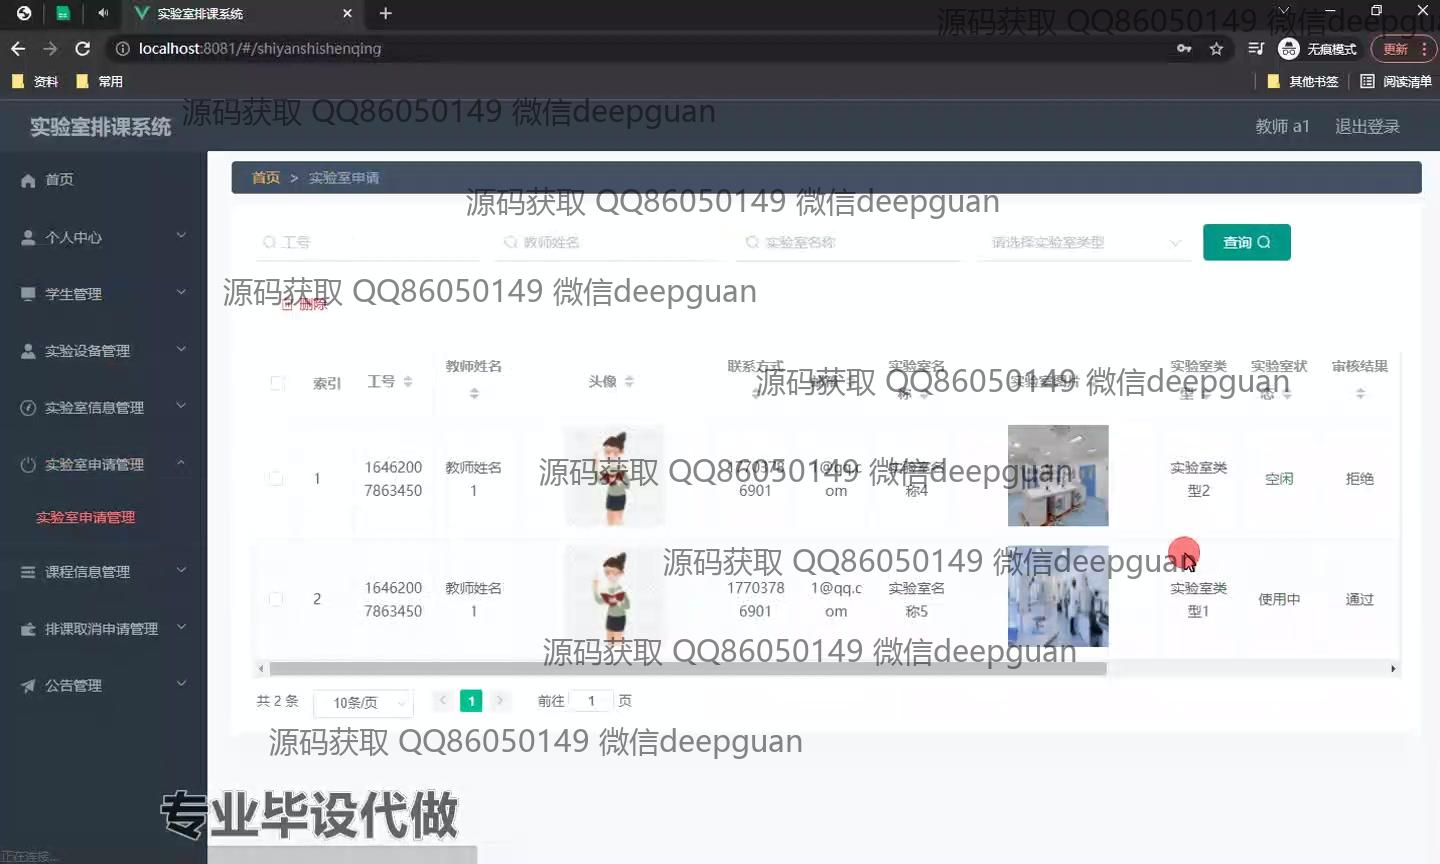 实验室排课系统
源码获取 QQ86050149 微信deepguan
localhost:8081/#/shiyanshishenqing
无痕模式
更新
资料
常用
其他书签
阅读清单
源码获取 QQ86050149 微信deepguan
实验室排课系统
教师 a1
退出登录
首页
首页 > 实验室申请
源码获取 QQ86050149 微信deepguan
个人中心
工号
教师姓名
实验室名称
请选择实验室类型
查询
源码获取 QQ86050149 微信deepguan
学生管理
删除
实验设备管理
索引
工号
教师姓名
头像
联系方式
实验室名
称
实验室图片
实验室类
型
实验室状
态
审核结果
源码获取 QQ86050149 微信deepguan
实验室信息管理
实验室申请管理
1
1646200
7863450
教师姓名
1
1770378
6901
1@qq.c
om
实验室名
称4
实验室类
型2
空闲
拒绝
源码获取 QQ86050149 微信deepguan
实验室申请管理
源码获取 QQ86050149 微信deepguan
课程信息管理
2
1646200
7863450
教师姓名
1
1770378
6901
1@qq.c
om
实验室名
称5
实验室类
型1
使用中
通过
排课取消申请管理
源码获取 QQ86050149 微信deepguan
公告管理
共 2 条
10条/页
1
前往 1 页
源码获取 QQ86050149 微信deepguan
专业毕设代做
正在连接...